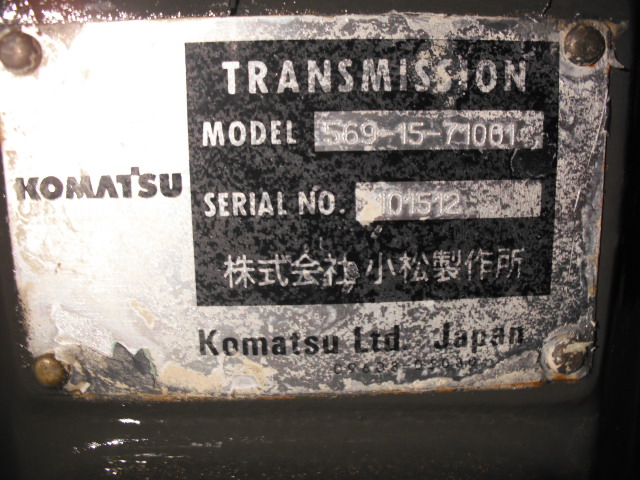 TRANSMISSION
MODEL 569-15-71001
KOMATSU
SERIAL NO. 101512
株式会社 小松製作所
Komatsu Ltd. Japan